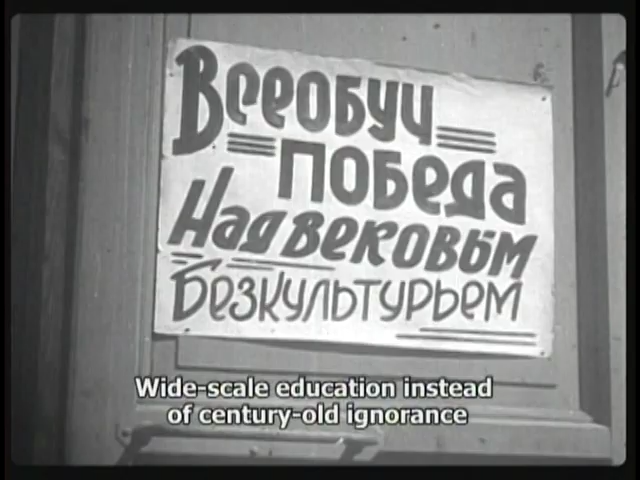 Всеобуч
победа
Над вековым
Безкультурьем
Wide-scale education instead
of century-old ignorance